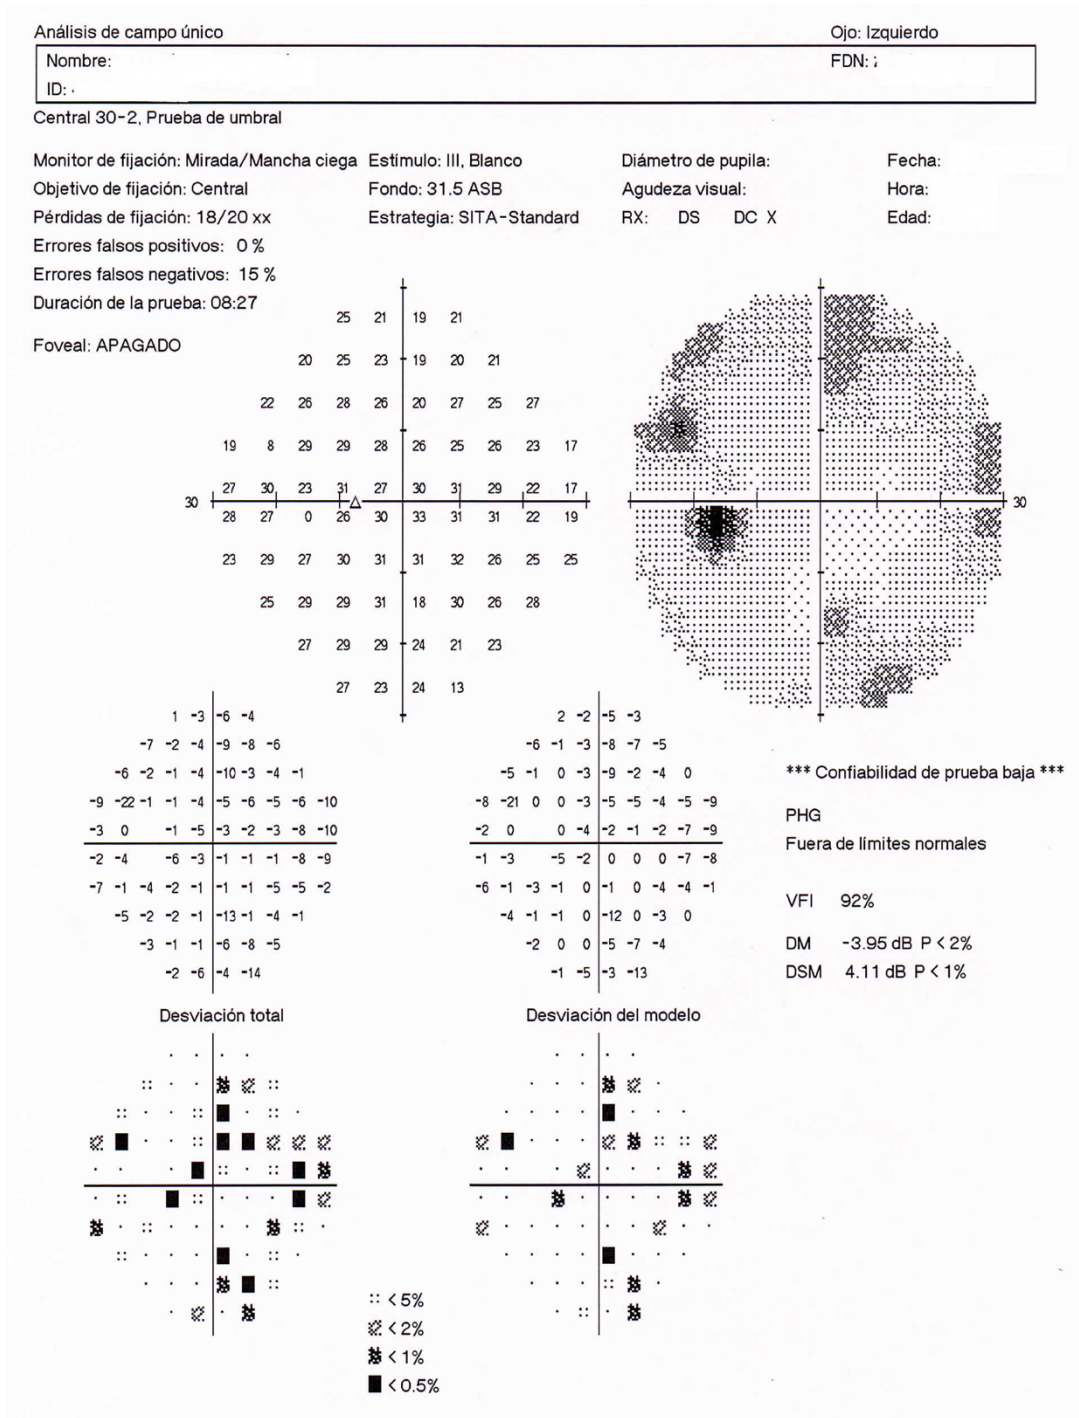 Análisis de campo único Ojo: Izquierdo
Nombre: FDN:
ID:
Central 30-2, Prueba de umbral
Monitor de fijación: Mirada/Mancha ciega Estímulo: III, Blanco Diámetro de pupila: Fecha:
Objetivo de fijación: Central Fondo: 31.5 ASB Agudeza visual: Hora:
Pérdidas de fijación: 18/20 xx Estrategia: SITA-Standard RX: DS DC X Edad:
Errores falsos positivos: 0 %
Errores falsos negativos: 15 %
Duración de la prueba: 08:27
25 21 19 21
Foveal: APAGADO
20 25 23 19 20 21
22 26 28 26 20 27 25 27
19 8 29 29 28 26 25 26 23 17
27 30 23 31 27 30 31 29 22 17
30 30
28 27 0 26 30 33 31 31 22 19
23 29 27 30 31 31 32 26 25 25
25 29 29 31 18 30 26 28
27 29 29 24 21 23
27 23 24 13
1 -3 -6 -4 2 -2 -5 -3
-7 -2 -4 -9 -8 -6 -6 -1 -3 -8 -7 -5
-6 -2 -1 -4 -10 -3 -4 -1 -5 -1 0 -3 -9 -2 -4 0
*** Confiabilidad de prueba baja ***
-9 -22 -1 -1 -4 -5 -6 -5 -6 -10 -8 -21 0 0 -3 -5 -5 -4 -5 -9
PHG
-3 0 -1 -5 -3 -2 -3 -8 -10 -2 0 0 -4 -2 -1 -2 -7 -9
Fuera de límites normales
-2 -4 -6 -3 -1 -1 -1 -8 -9 -1 -3 -5 -2 0 0 0 -7 -8
-7 -1 -4 -2 -1 -1 -1 -5 -5 -2 -6 -1 -3 -1 0 -1 0 -4 -4 -1
VFI 92%
-5 -2 -2 -1 -13 -1 -4 -1 -4 -1 -1 0 -12 0 -3 0
-3 -1 -1 -6 -8 -5 -2 0 0 -5 -7 -4
DM -3.95 dB P < 2%
-2 -6 -4 -14 -1 -5 -3 -13
DSM 4.11 dB P < 1%
Desviación total Desviación del modelo
< 5%
< 2%
< 1%
< 0.5%